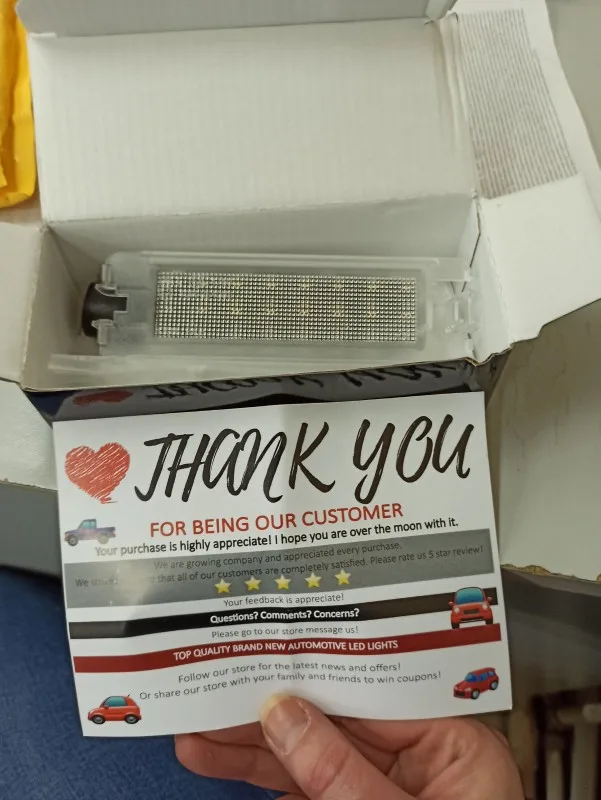 THANK YOU
FOR BEING OUR CUSTOMER
Your purchase is highly appreciate! I hope you are over the moon with it.
We are growing company and appreciated every purchase.
We that all of our customers are completely satisfied. Please rate us 5 star review!
Your feedback is appreciate!
Questions? Comments? Concerns?
Please go to our store message us!
TOP QUALITY BRAND NEW AUTOMOTIVE LED LIGHTS
Follow our store for the latest news and offers!
Or share our store with your family and friends to win coupons!